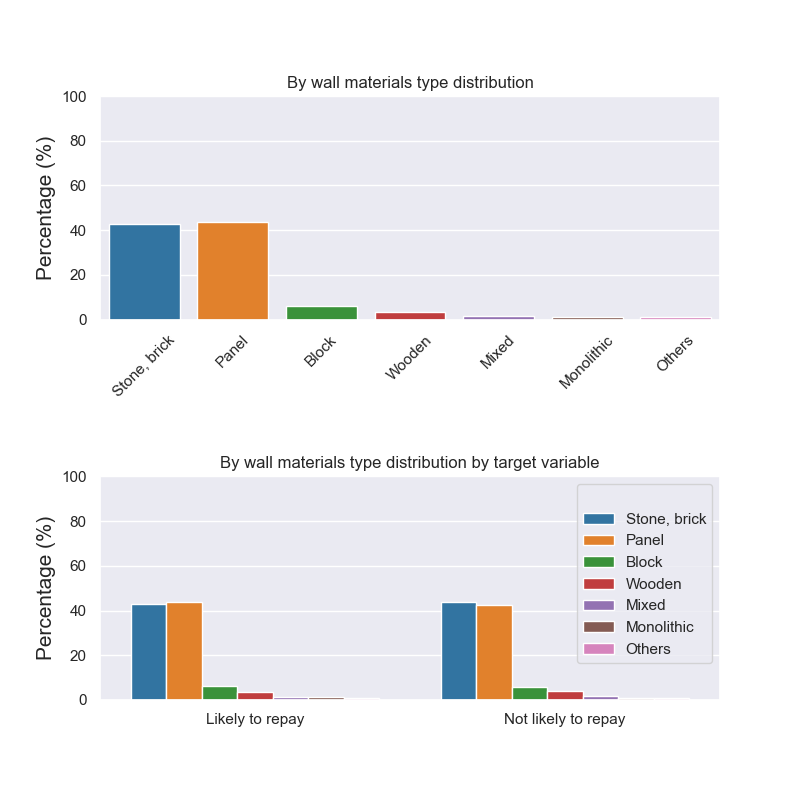 By wall materials type distribution
100
80
60
40
20
0
Percentage (%)
Stone, brick
Panel
Block
Wooden
Mixed
Monolithic
Others
By wall materials type distribution by target variable
100
80
60
40
20
0
Percentage (%)
Stone, brick
Panel
Block
Wooden
Mixed
Monolithic
Others
Likely to repay
Not likely to repay